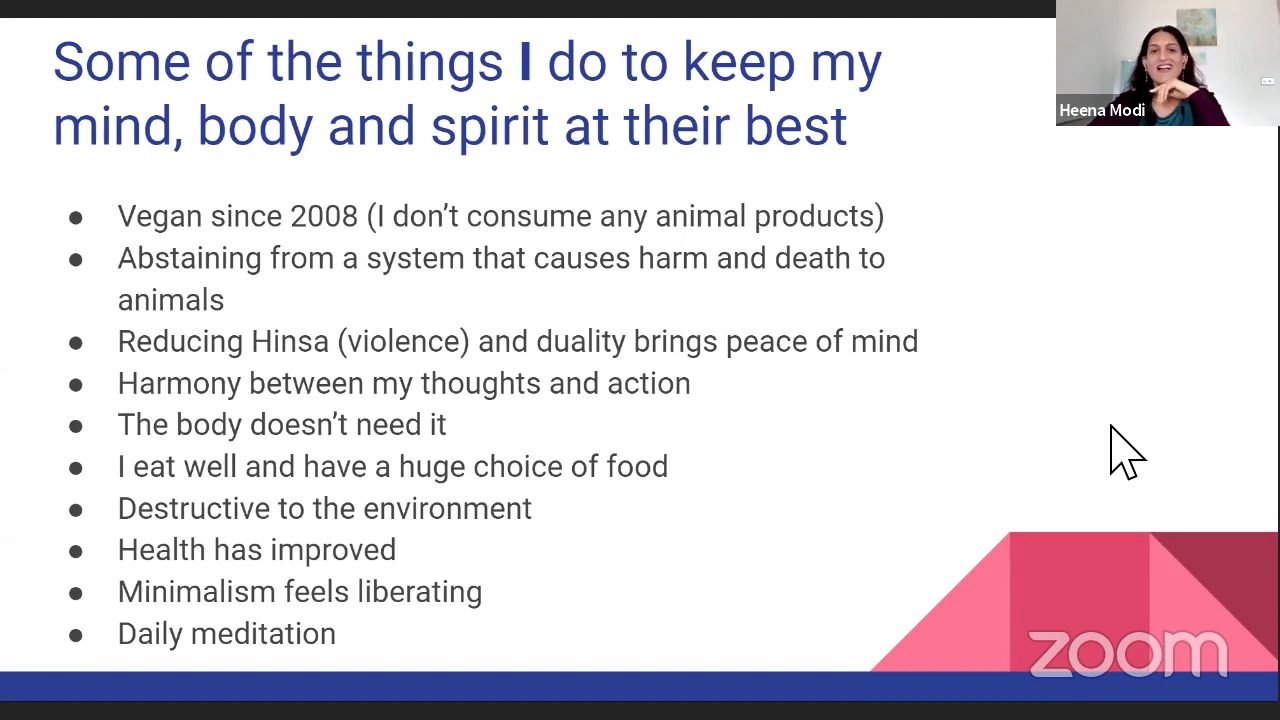 Some of the things I do to keep my
mind, body and spirit at their best
Heena Modi
● Vegan since 2008 (I don’t consume any animal products)
● Abstaining from a system that causes harm and death to
animals
● Reducing Hinsa (violence) and duality brings peace of mind
● Harmony between my thoughts and action
● The body doesn’t need it
● I eat well and have a huge choice of food
● Destructive to the environment
● Health has improved
● Minimalism feels liberating
● Daily meditation
zoom